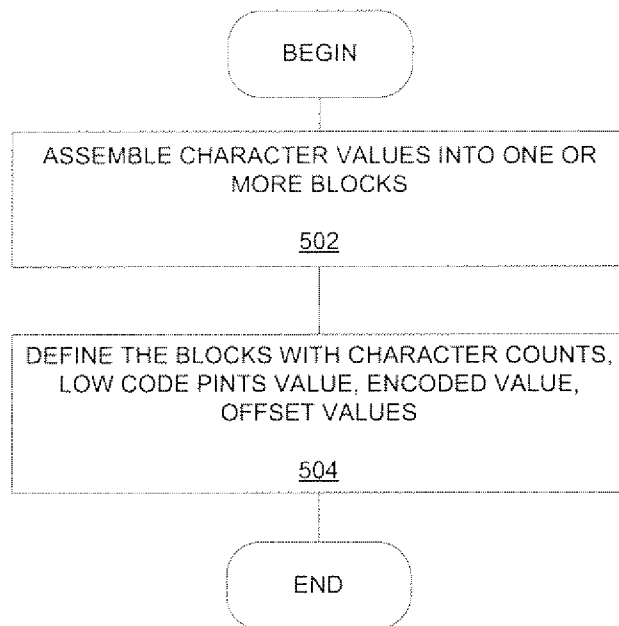 BEGIN
ASSEMBLE CHARACTER VALUES INTO ONE OR
MORE BLOCKS
502
DEFINE THE BLOCKS WITH CHARACTER COUNTS,
LOW CODE PINTS VALUE, ENCODED VALUE,
OFFSET VALUES
504
END